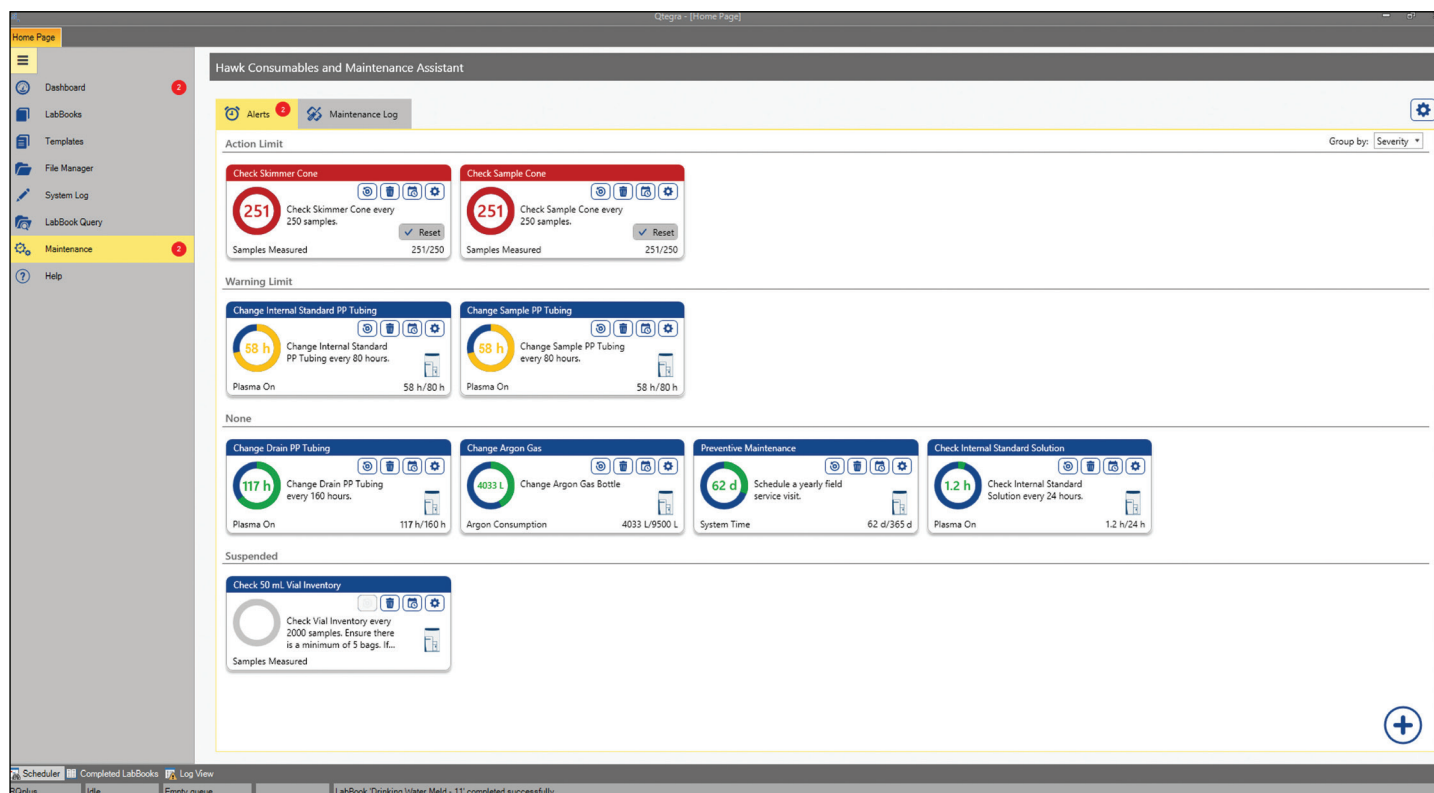 Qtegra - [Home Page]
Home Page
Hawk Consumables and Maintenance Assistant
Dashboard 2
LabBooks
Templates
File Manager
System Log
LabBook Query
Maintenance 2
Help
Alerts 2 Maintenance Log
Action Limit Group by: Severity
Check Skimmer Cone
251
Check Skimmer Cone every
250 samples.
Reset
Samples Measured 251/250
Check Sample Cone
251
Check Sample Cone every
250 samples.
Reset
Samples Measured 251/250
Warning Limit
Change Internal Standard PP Tubing
58 h
Change Internal Standard
PP Tubing every 80 hours.
Plasma On 58 h/80 h
Change Sample PP Tubing
58 h
Change Sample PP Tubing
every 80 hours.
Plasma On 58 h/80 h
None
Change Drain PP Tubing
117 h
Change Drain PP Tubing
every 160 hours.
Plasma On 117 h/160 h
Change Argon Gas
4033 L
Change Argon Gas Bottle
Argon Consumption 4033 L/9500 L
Preventive Maintenance
62 d
Schedule a yearly field
service visit.
System Time 62 d/365 d
Check Internal Standard Solution
1.2 h
Check Internal Standard
Solution every 24 hours.
Plasma On 1.2 h/24 h
Suspended
Check 50 mL Vial Inventory
Check Vial Inventory every
2000 samples. Ensure there
is a minimum of 5 bags. If...
Samples Measured
Scheduler Completed LabBooks Log View
RQplus Idle Empty queue LabBook 'Drinking Water Meld - 11' completed successfully